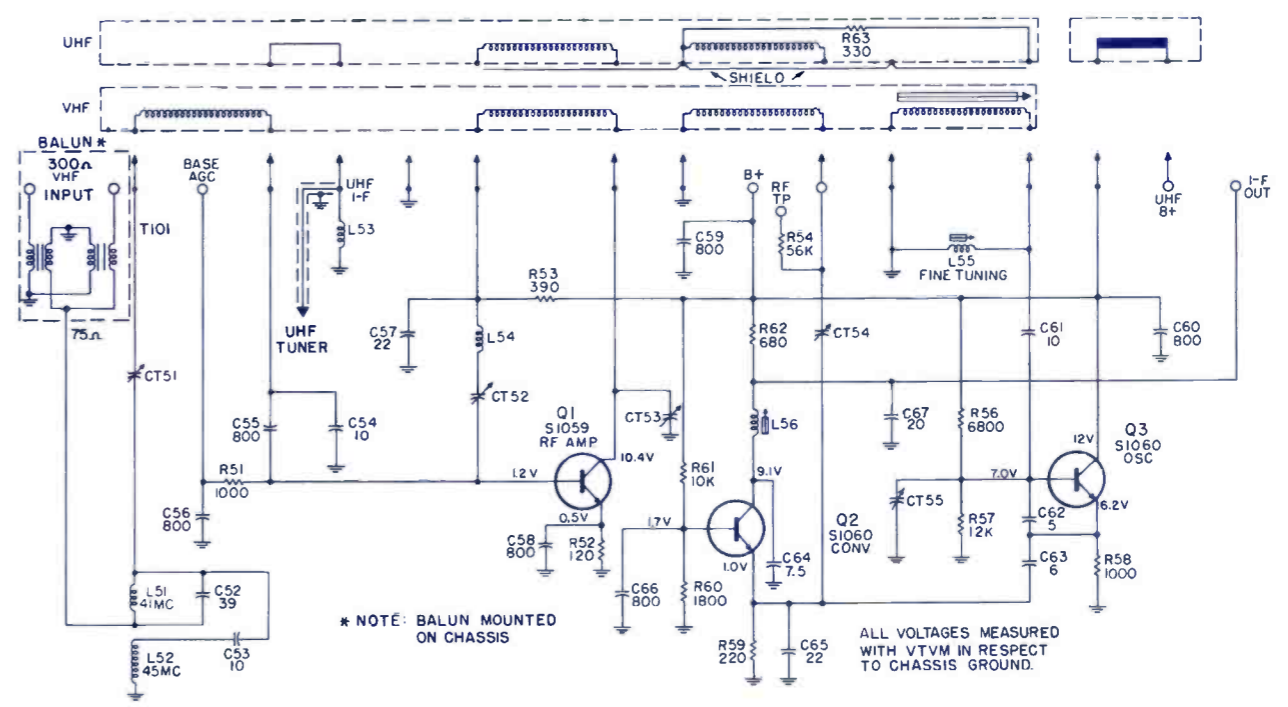 UHF
R63
330
SHIELD
VHF
BALUN *
300Ω
VHF
INPUT
T101
75Ω
BASE
AGC
UHF
I-F
L53
UHF
TUNER
B+
RF
TP
C59
800
R54
56K
L55
FINE TUNING
UHF
B+
I-F
OUT
R53
390
C57
22
L54
R62
680
CT54
C61
10
C60
800
CT51
CT52
C55
800
C54
10
Q1
S1059
RF AMP
CT53
L56
C67
20
R56
6800
Q3
S1060
OSC
12V
R51
1000
1.2V
10.4V
R61
10K
9.1V
7.0V
6.2V
C56
800
0.5V
C58
800
R52
120
1.7V
Q2
S1060
CONV
CT55
R57
12K
C62
5
C63
6
R58
1000
1.0V
C64
7.5
C66
800
R60
1800
L51
41MC
C52
39
C53
10
L52
45MC
* NOTE: BALUN MOUNTED
ON CHASSIS
R59
220
C65
22
ALL VOLTAGES MEASURED
WITH VTVM IN RESPECT
TO CHASSIS GROUND.